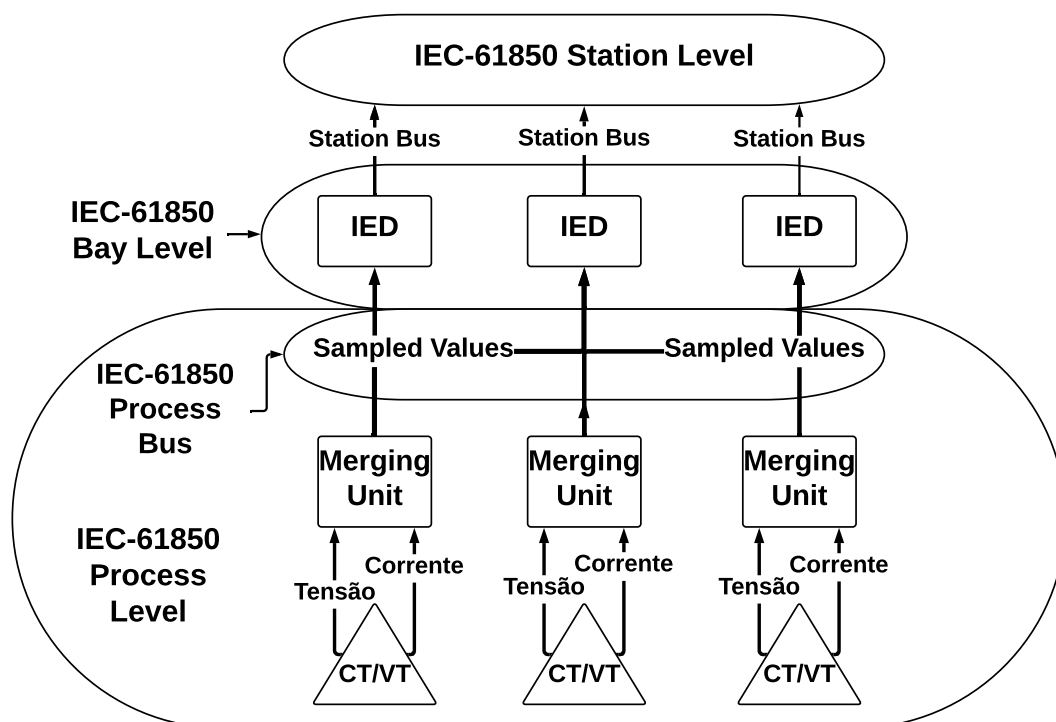 IEC-61850 Station Level
Station Bus
Station Bus
Station Bus
IEC-61850
Bay Level
IED
IED
IED
Sampled Values
Sampled Values
IEC-61850
Process
Bus
Merging
Unit
Merging
Unit
Merging
Unit
IEC-61850
Process
Level
Tensão
Corrente
Tensão
Corrente
Tensão
Corrente
CT/VT
CT/VT
CT/VT